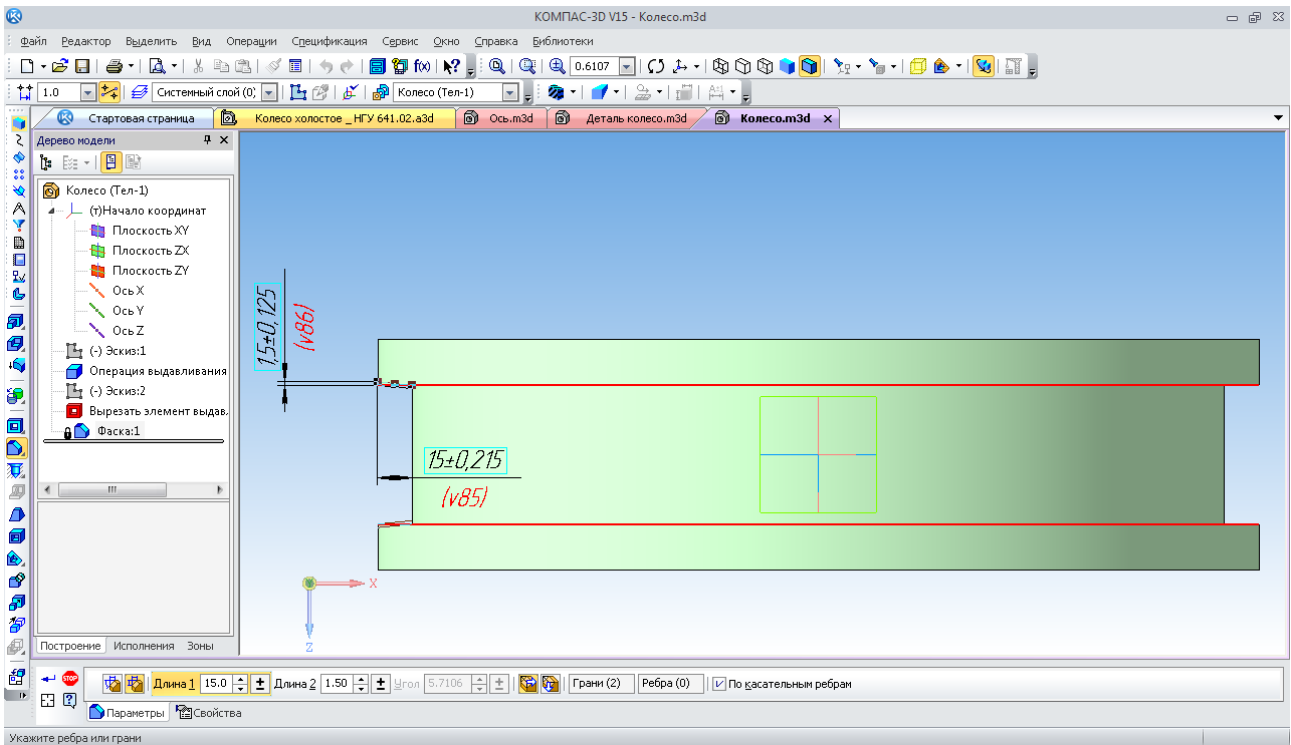 КОМПАС-3D V15 - Колесо.m3d
Файл Редактор Выделить Вид Операции Спецификация Сервис Окно Справка Библиотеки
0.6107
1.0 Системный слой (0; Колесо (Тел-1)
Стартовая страница Колесо холостое _НГУ 641.02.a3d Ось.m3d Деталь колесо.m3d Колесо.m3d
Дерево модели
Колесо (Тел-1)
(т)Начало координат
Плоскость XY
Плоскость ZX
Плоскость ZY
Ось X
Ось Y
Ось Z
(-) Эскиз:1
Операция выдавливания
(-) Эскиз:2
Вырезать элемент выдав.
Фаска:1
1,5±0,125
(v86)
15±0,215
(v85)
X
Z
Построение Исполнения Зоны
STOP Длина 1 15.0 Длина 2 1.50 Угол 5.7106 Грани (2) Ребра (0) По касательным ребрам
Параметры Свойства
Укажите ребра или грани